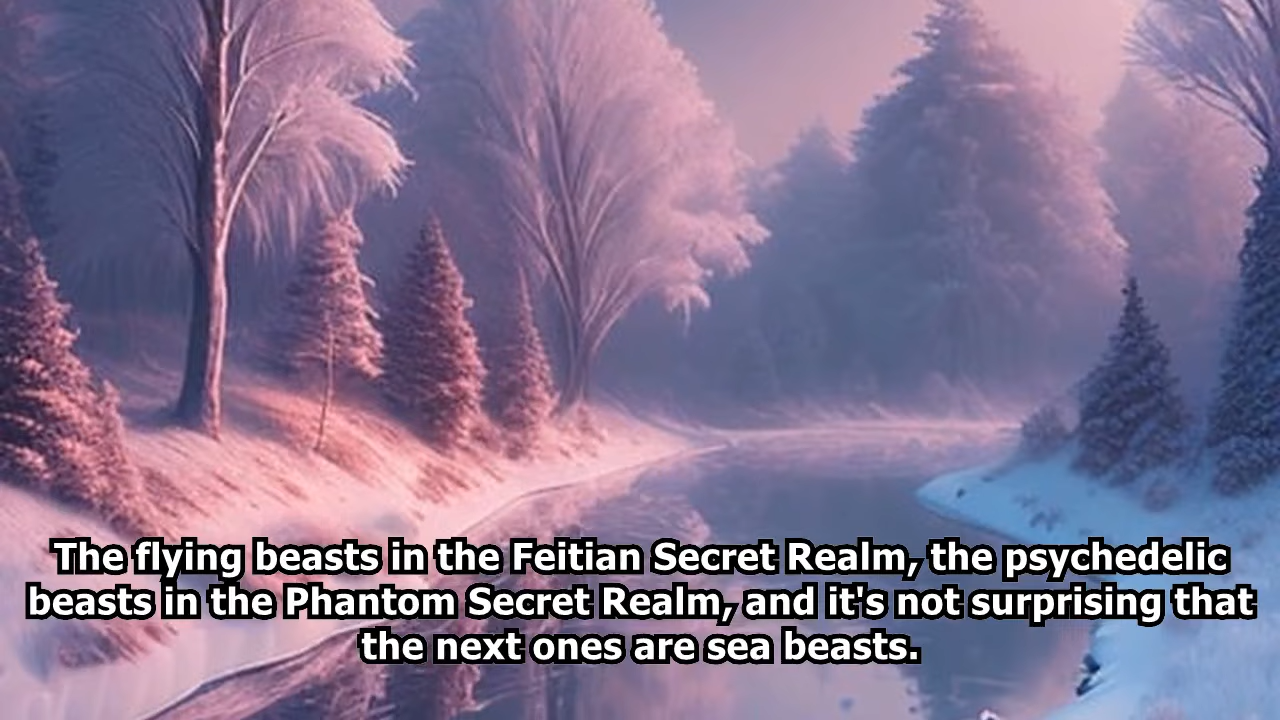 The flying beasts in the Feitian Secret Realm, the psychedelic
beasts in the Phantom Secret Realm, and it's not surprising that
the next ones are sea beasts.